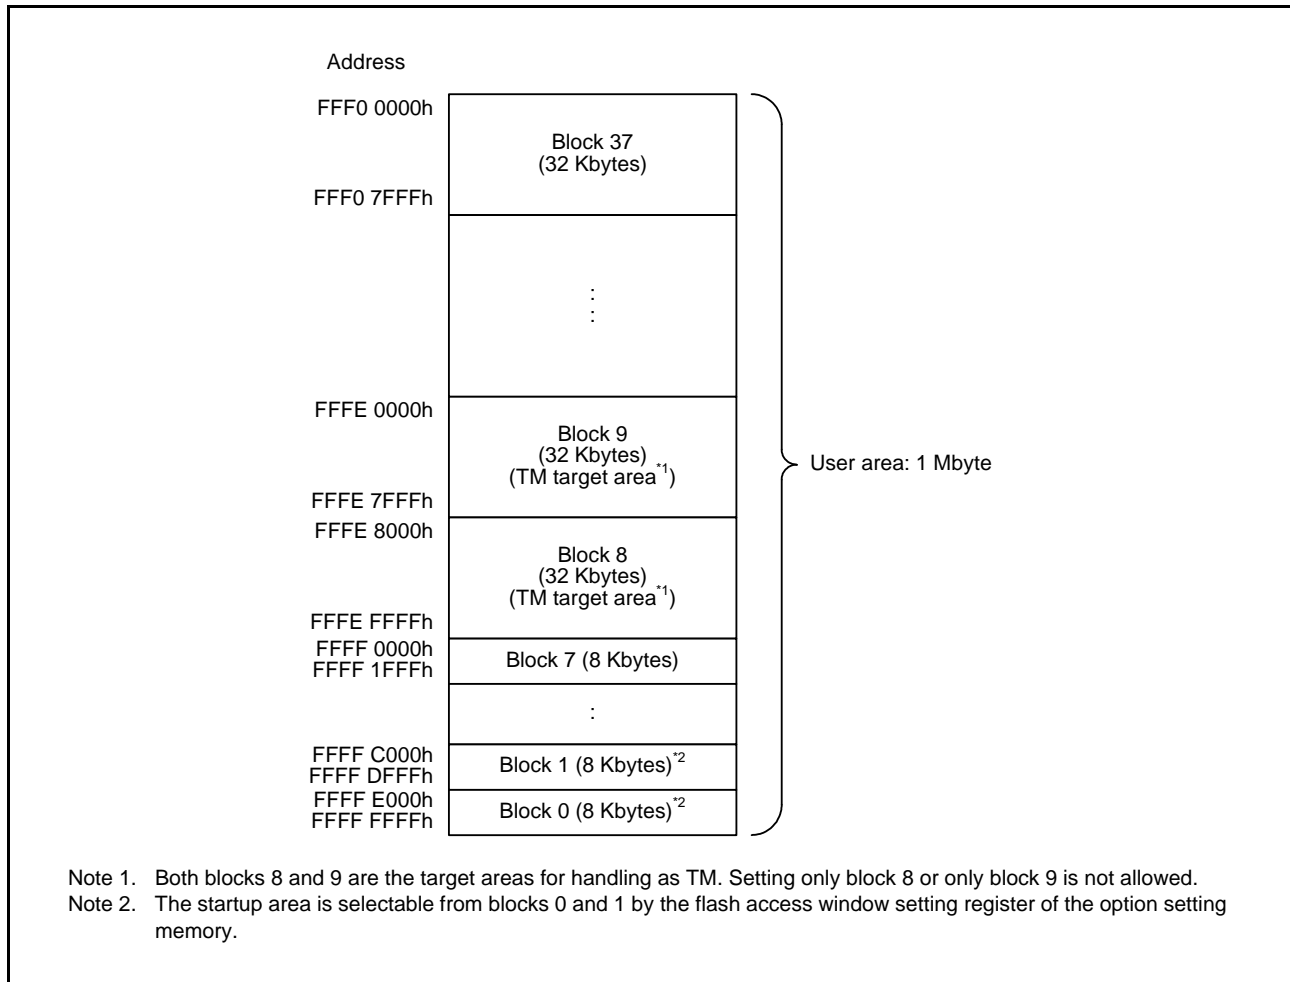 Address
FFF0 0000h
Block 37
(32 Kbytes)
FFF0 7FFFh
:
:
FFFE 0000h
Block 9
(32 Kbytes)
(TM target area*1)
FFFE 7FFFh
User area: 1 Mbyte
FFFE 8000h
Block 8
(32 Kbytes)
(TM target area*1)
FFFE FFFFh
FFFF 0000h
FFFF 1FFFh
Block 7 (8 Kbytes)
:
FFFF C000h
FFFF DFFFh
Block 1 (8 Kbytes)*2
FFFF E000h
FFFF FFFFh
Block 0 (8 Kbytes)*2
Note 1. Both blocks 8 and 9 are the target areas for handling as TM. Setting only block 8 or only block 9 is not allowed.
Note 2. The startup area is selectable from blocks 0 and 1 by the flash access window setting register of the option setting
memory.